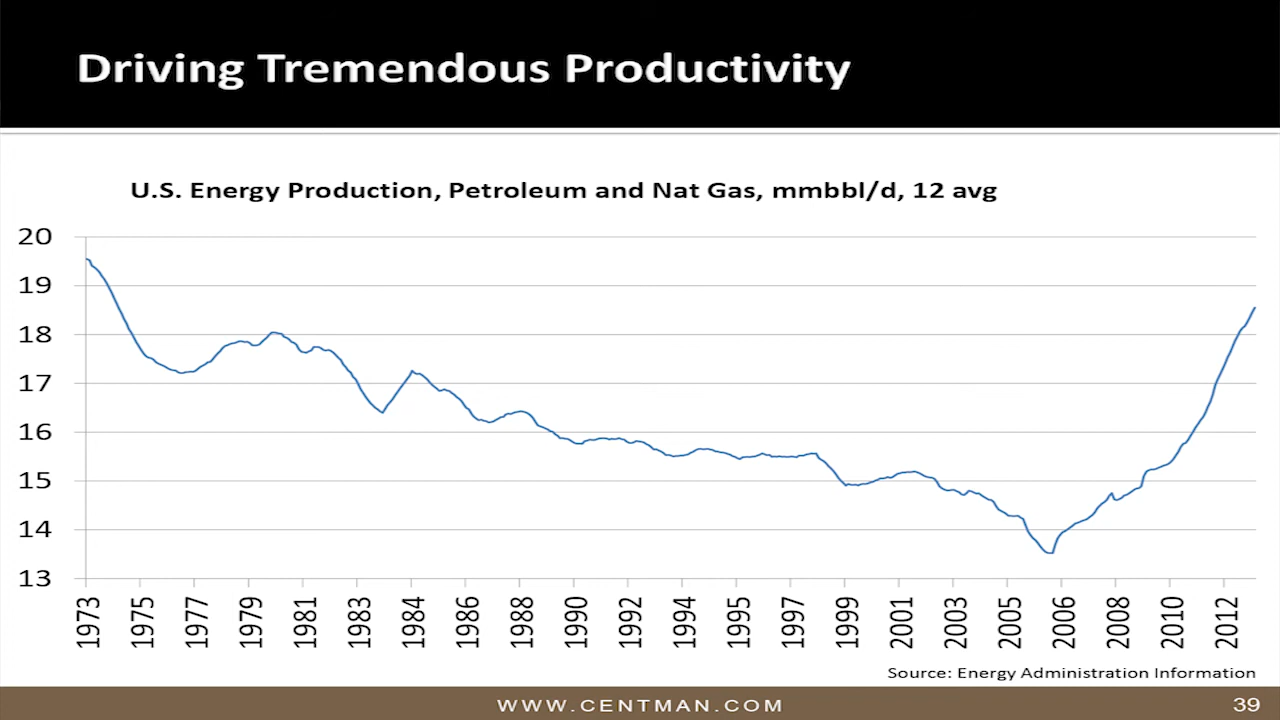 Driving Tremendous Productivity
U.S. Energy Production, Petroleum and Nat Gas, mmbbl/d, 12 avg
20
19
18
17
16
15
14
13
1973 1975 1977 1979 1981 1983 1984 1986 1988 1990 1992 1994 1995 1997 1999 2001 2003 2005 2006 2008 2010 2012
Source: Energy Administration Information
WWW.CENTMAN.COM
39